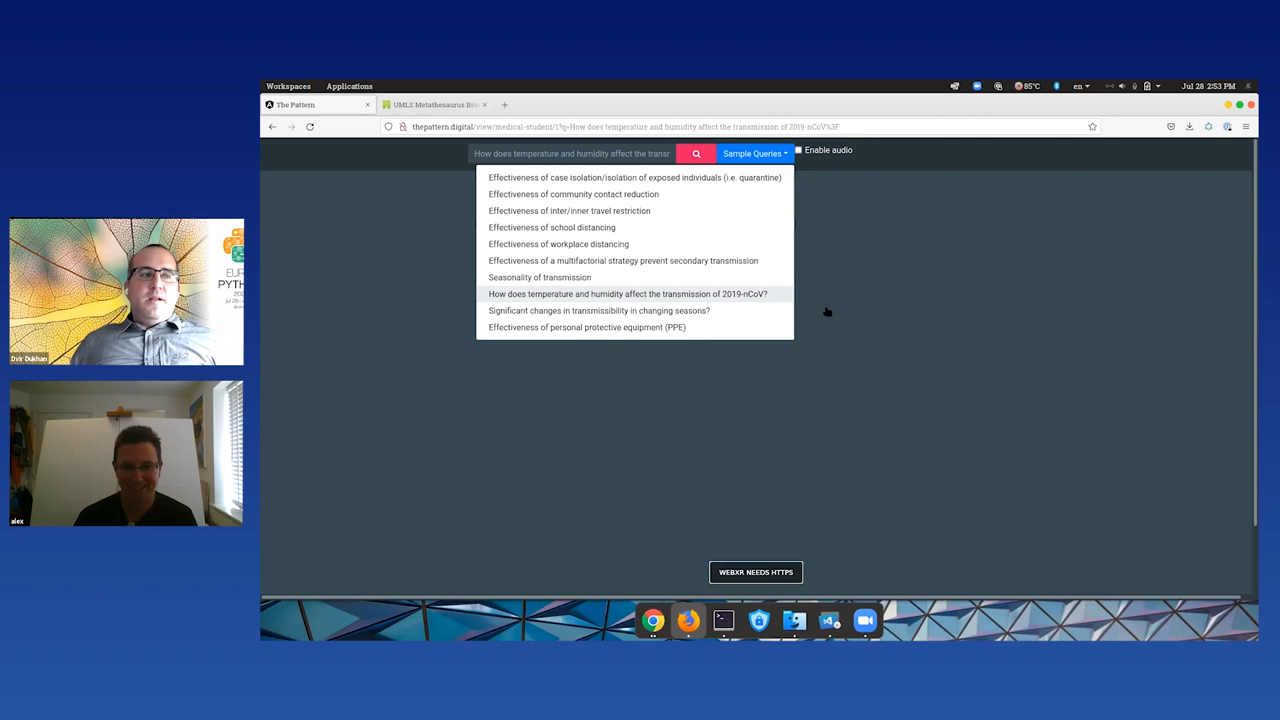 Workspaces Applications
85°C en Jul 28 2:53 PM
The Pattern
UMLS Metathesaurus
thepattern.digital/view/medical-student/1?q=How does temperature and humidity affect the transmission of 2019-nCoV%3F
How does temperature and humidity affect the transr
Sample Queries
Enable audio
Effectiveness of case isolation/isolation of exposed individuals (i.e. quarantine)
Effectiveness of community contact reduction
Effectiveness of inter/inner travel restriction
Effectiveness of school distancing
Effectiveness of workplace distancing
Effectiveness of a multifactorial strategy prevent secondary transmission
Seasonality of transmission
How does temperature and humidity affect the transmission of 2019-nCoV?
Significant changes in transmissibility in changing seasons?
Effectiveness of personal protective equipment (PPE)
WEBXR NEEDS HTTPS
EUR
PYTH
Dvir Dukhan
alex